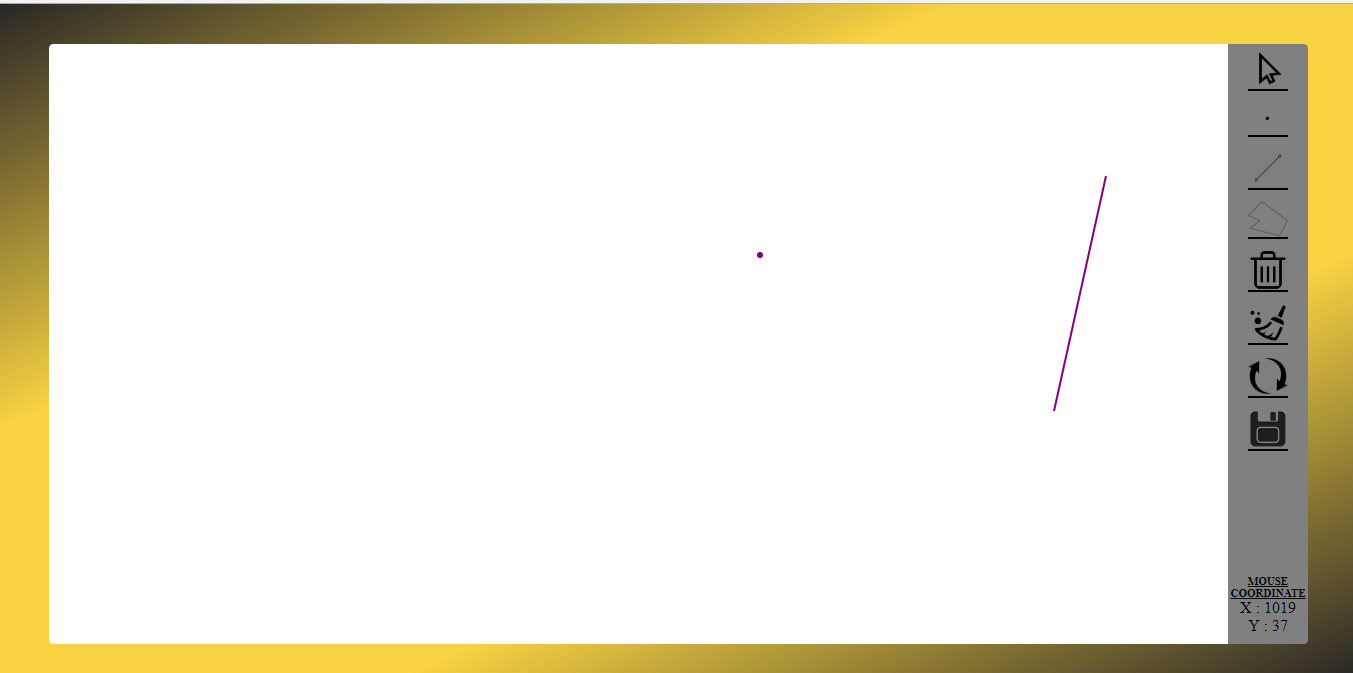 MOUSE
COORDINATE
X : 1019
Y : 37